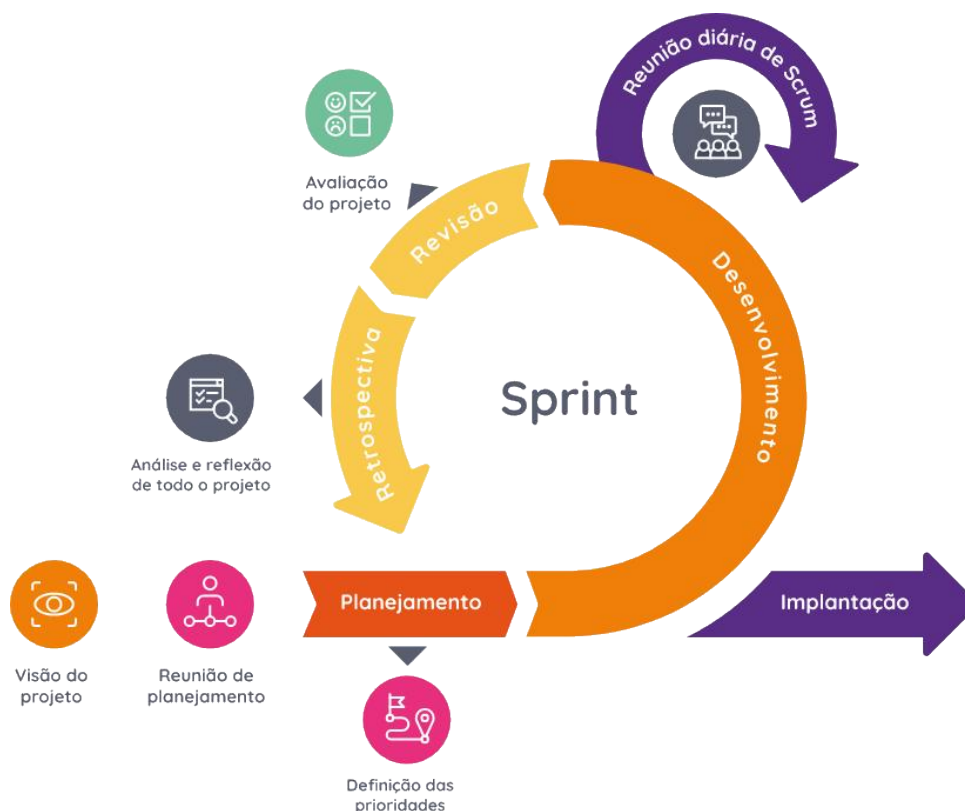 Reunião diária de Scrum
Avaliação
do projeto
Revisão
Desenvolvimento
Retrospectiva
Sprint
Análise e reflexão
de todo o projeto
Planejamento
Implantação
Visão do
projeto
Reunião de
planejamento
Definição das
prioridades